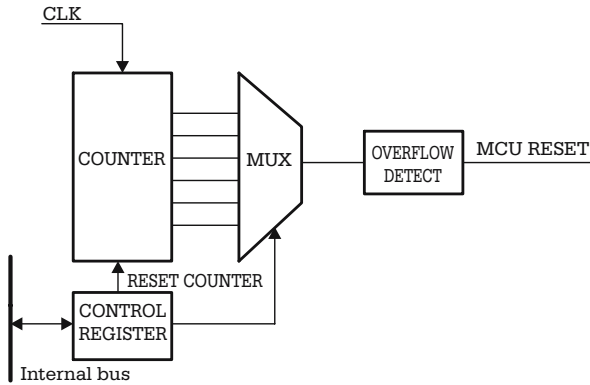 CLK
COUNTER
MUX
OVERFLOW
DETECT
MCU RESET
RESET COUNTER
CONTROL
REGISTER
Internal bus